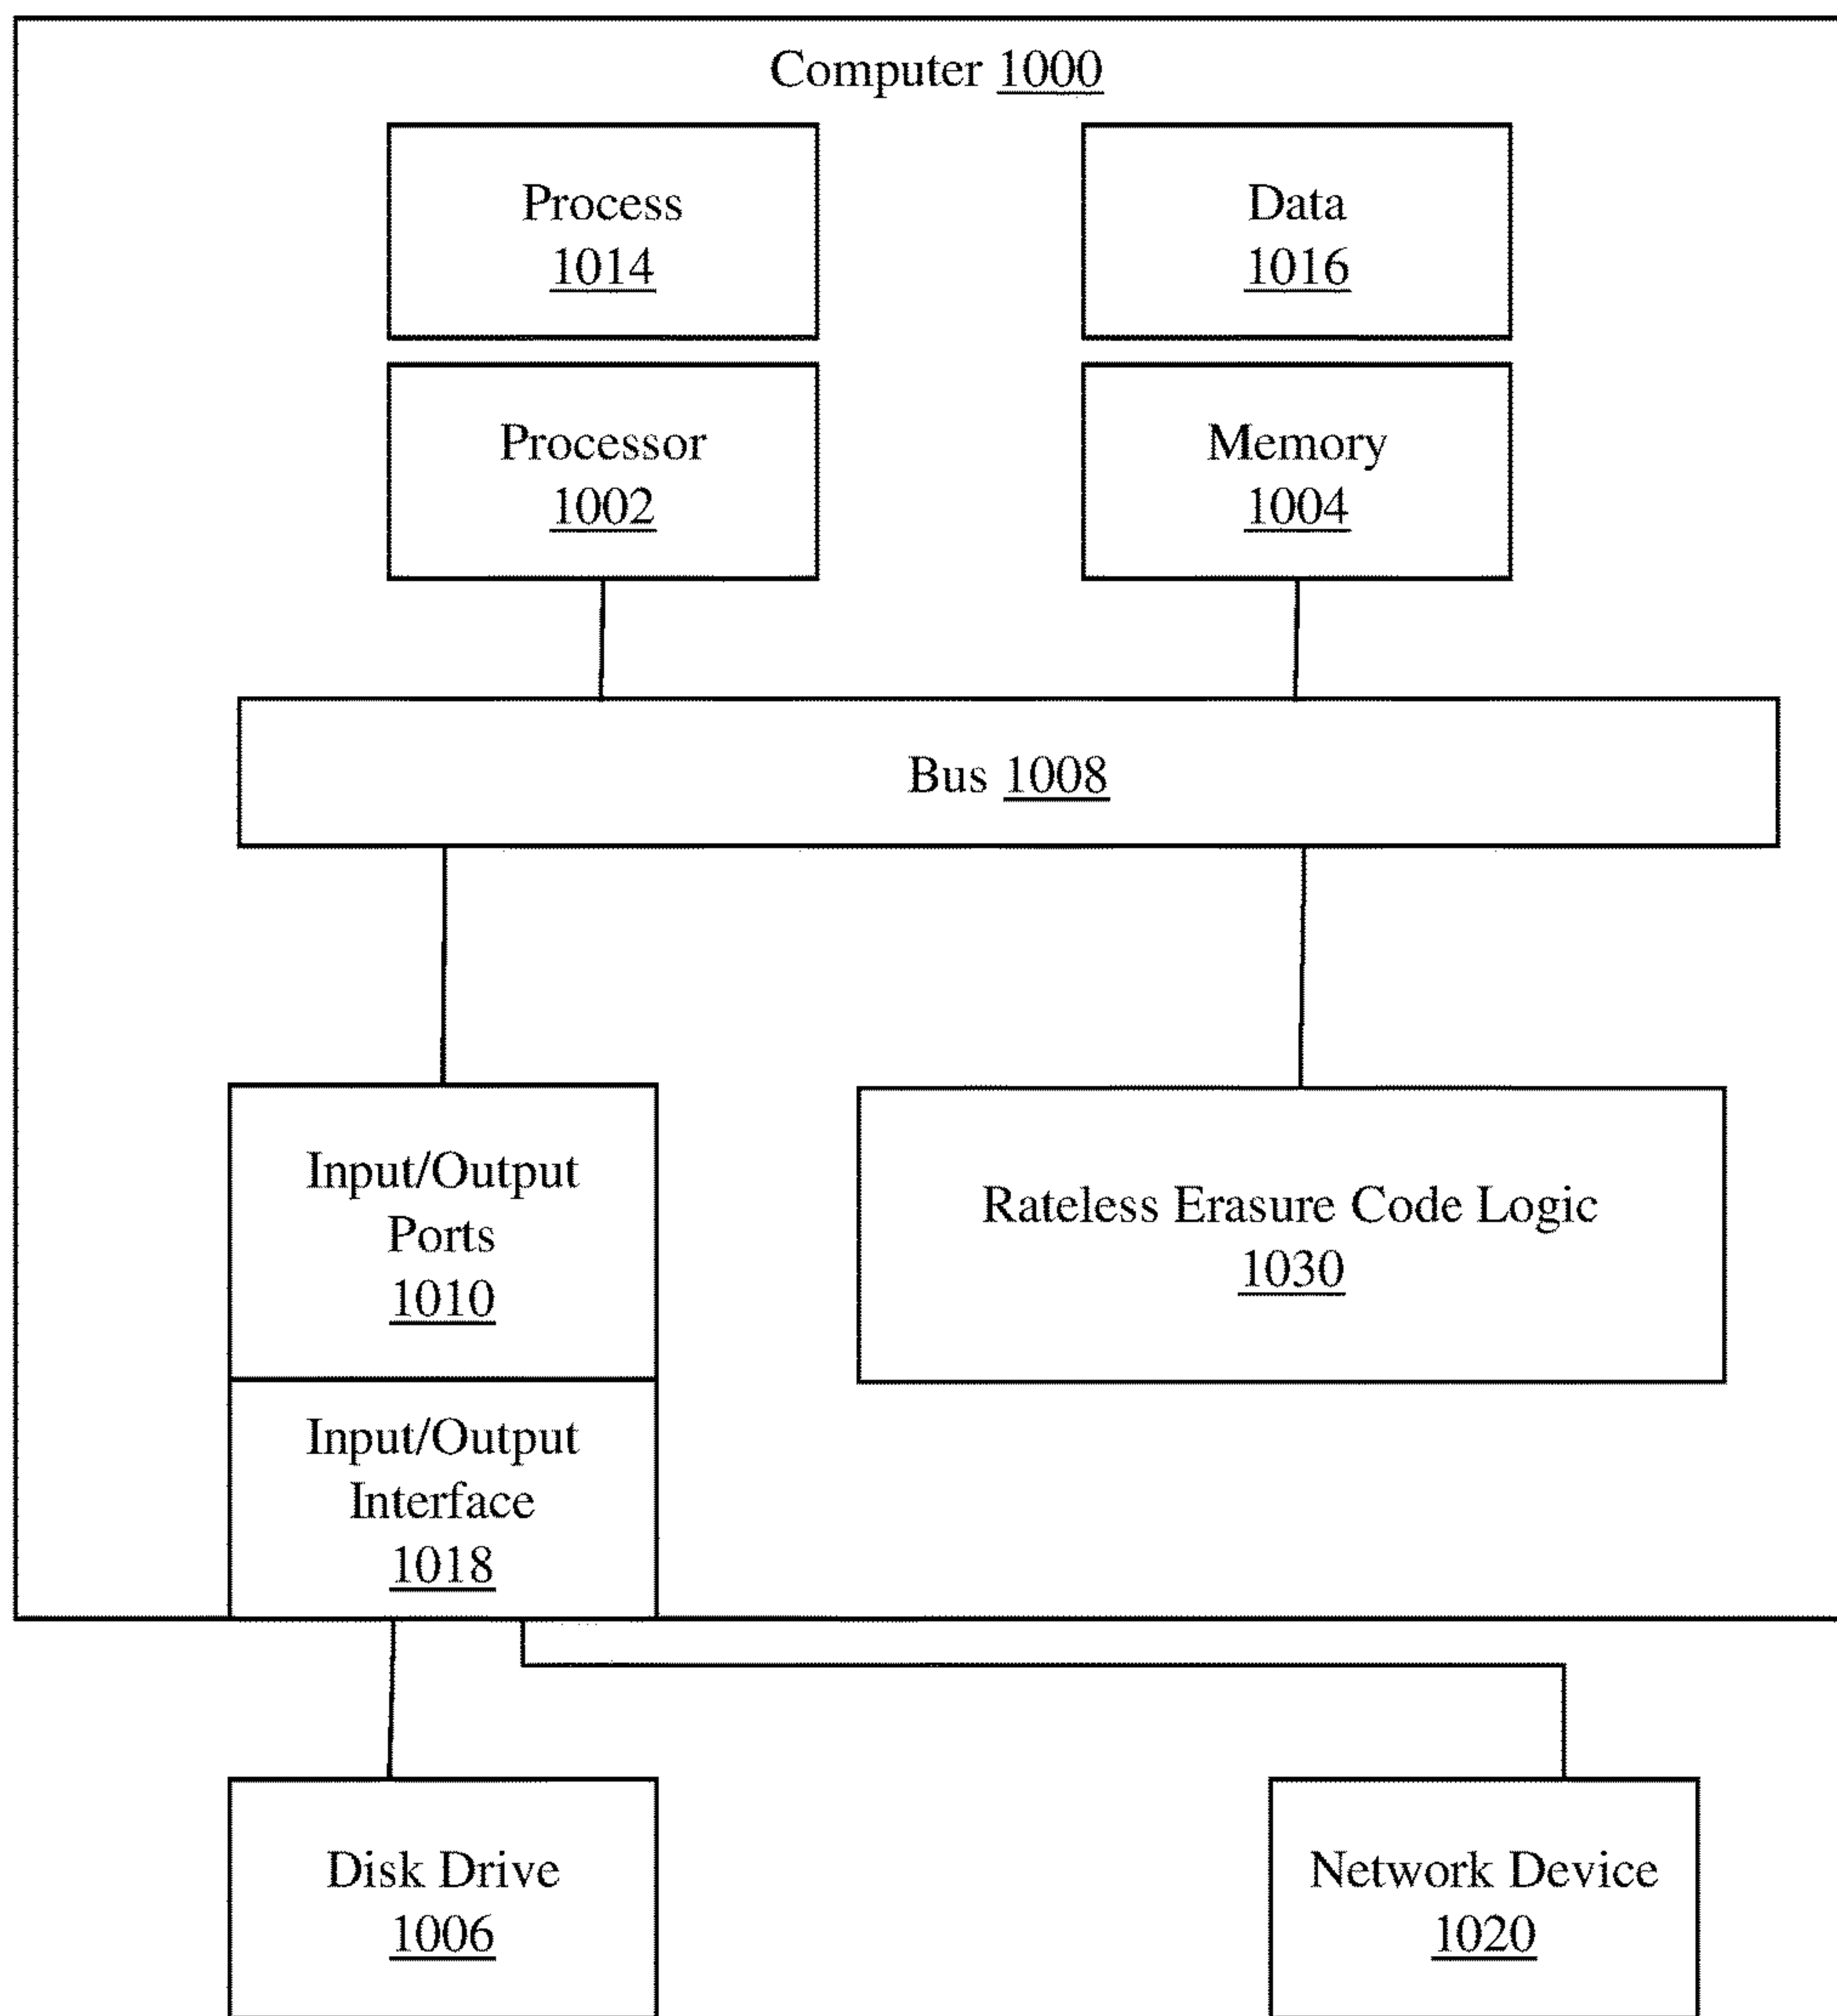 Computer 1000
Process
1014
Data
1016
Processor
1002
Memory
1004
Bus 1008
Input/Output
Ports
1010
Rateless Erasure Code Logic
1030
Input/Output
Interface
1018
Disk Drive
1006
Network Device
1020